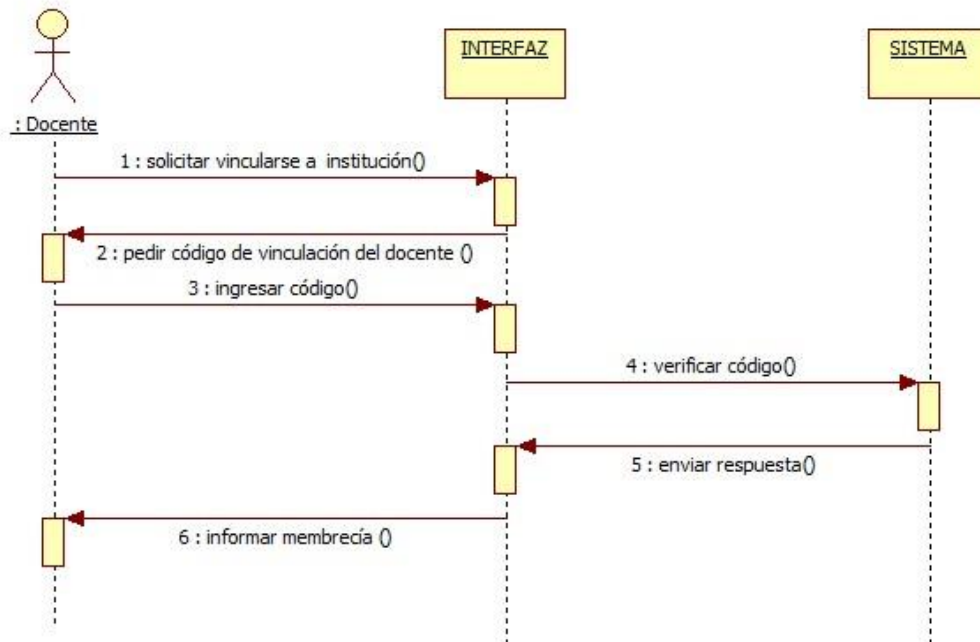 INTERFAZ
SISTEMA
: Docente
1 : solicitar vincularse a institución()
2 : pedir código de vinculación del docente ()
3 : ingresar código()
4 : verificar código()
5 : enviar respuesta()
6 : informar membrecía ()